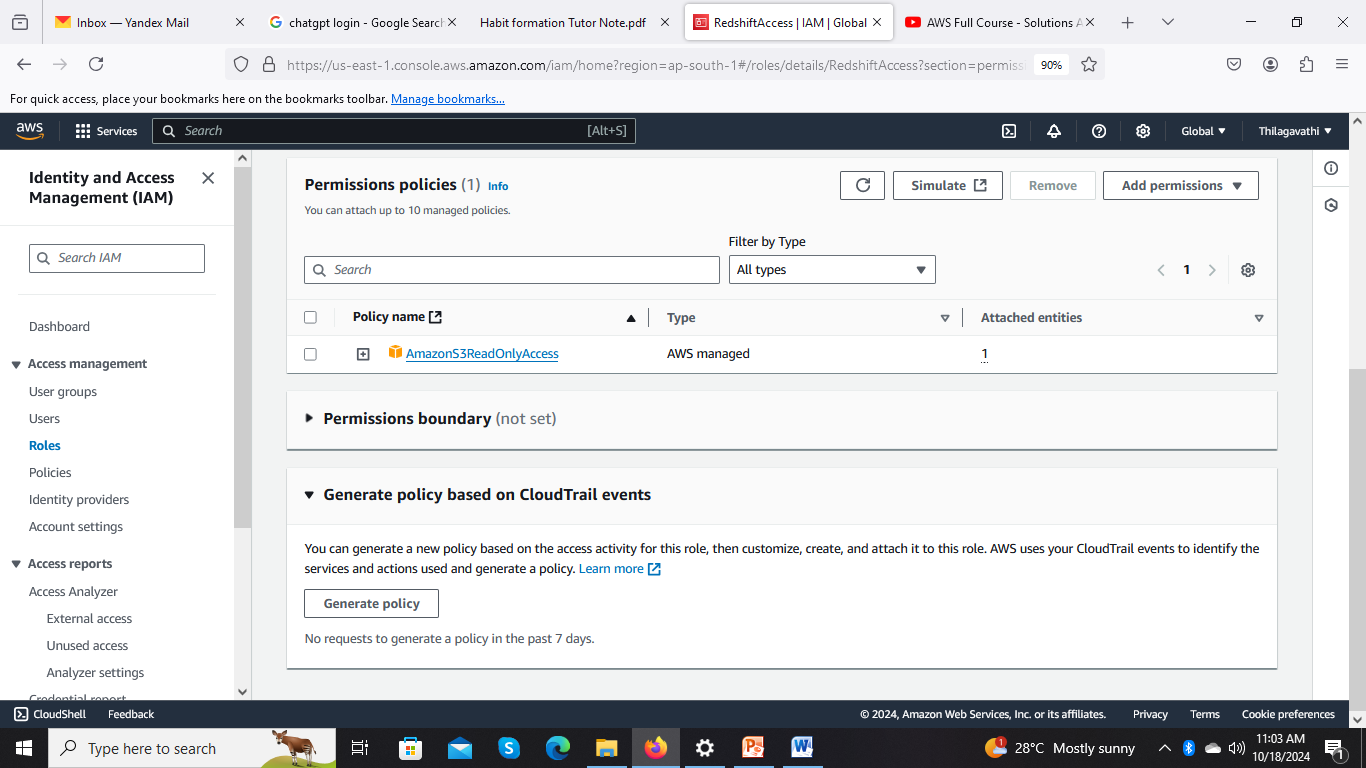 Inbox — Yandex Mail
chatgpt login - Google Search
Habit formation Tutor Note.pdf
RedshiftAccess | IAM | Global
AWS Full Course - Solutions A
https://us-east-1.console.aws.amazon.com/iam/home?region=ap-south-1#/roles/details/RedshiftAccess?section=permissi
90%
For quick access, place your bookmarks here on the bookmarks toolbar. Manage bookmarks...
aws
Services
Search
[Alt+S]
Global
Thilagavathi
Identity and Access
Management (IAM)
Search IAM
Dashboard
Access management
User groups
Users
Roles
Policies
Identity providers
Account settings
Access reports
Access Analyzer
External access
Unused access
Analyzer settings
Credential report
Permissions policies (1) Info
You can attach up to 10 managed policies.
Simulate
Remove
Add permissions
Filter by Type
Search
All types
1
Policy name
Type
Attached entities
AmazonS3ReadOnlyAccess
AWS managed
1
Permissions boundary (not set)
Generate policy based on CloudTrail events
You can generate a new policy based on the access activity for this role, then customize, create, and attach it to this role. AWS uses your CloudTrail events to identify the
services and actions used and generate a policy. Learn more
Generate policy
No requests to generate a policy in the past 7 days.
CloudShell
Feedback
© 2024, Amazon Web Services, Inc. or its affiliates.
Privacy
Terms
Cookie preferences
Type here to search
28°C Mostly sunny
11:03 AM
10/18/2024
1